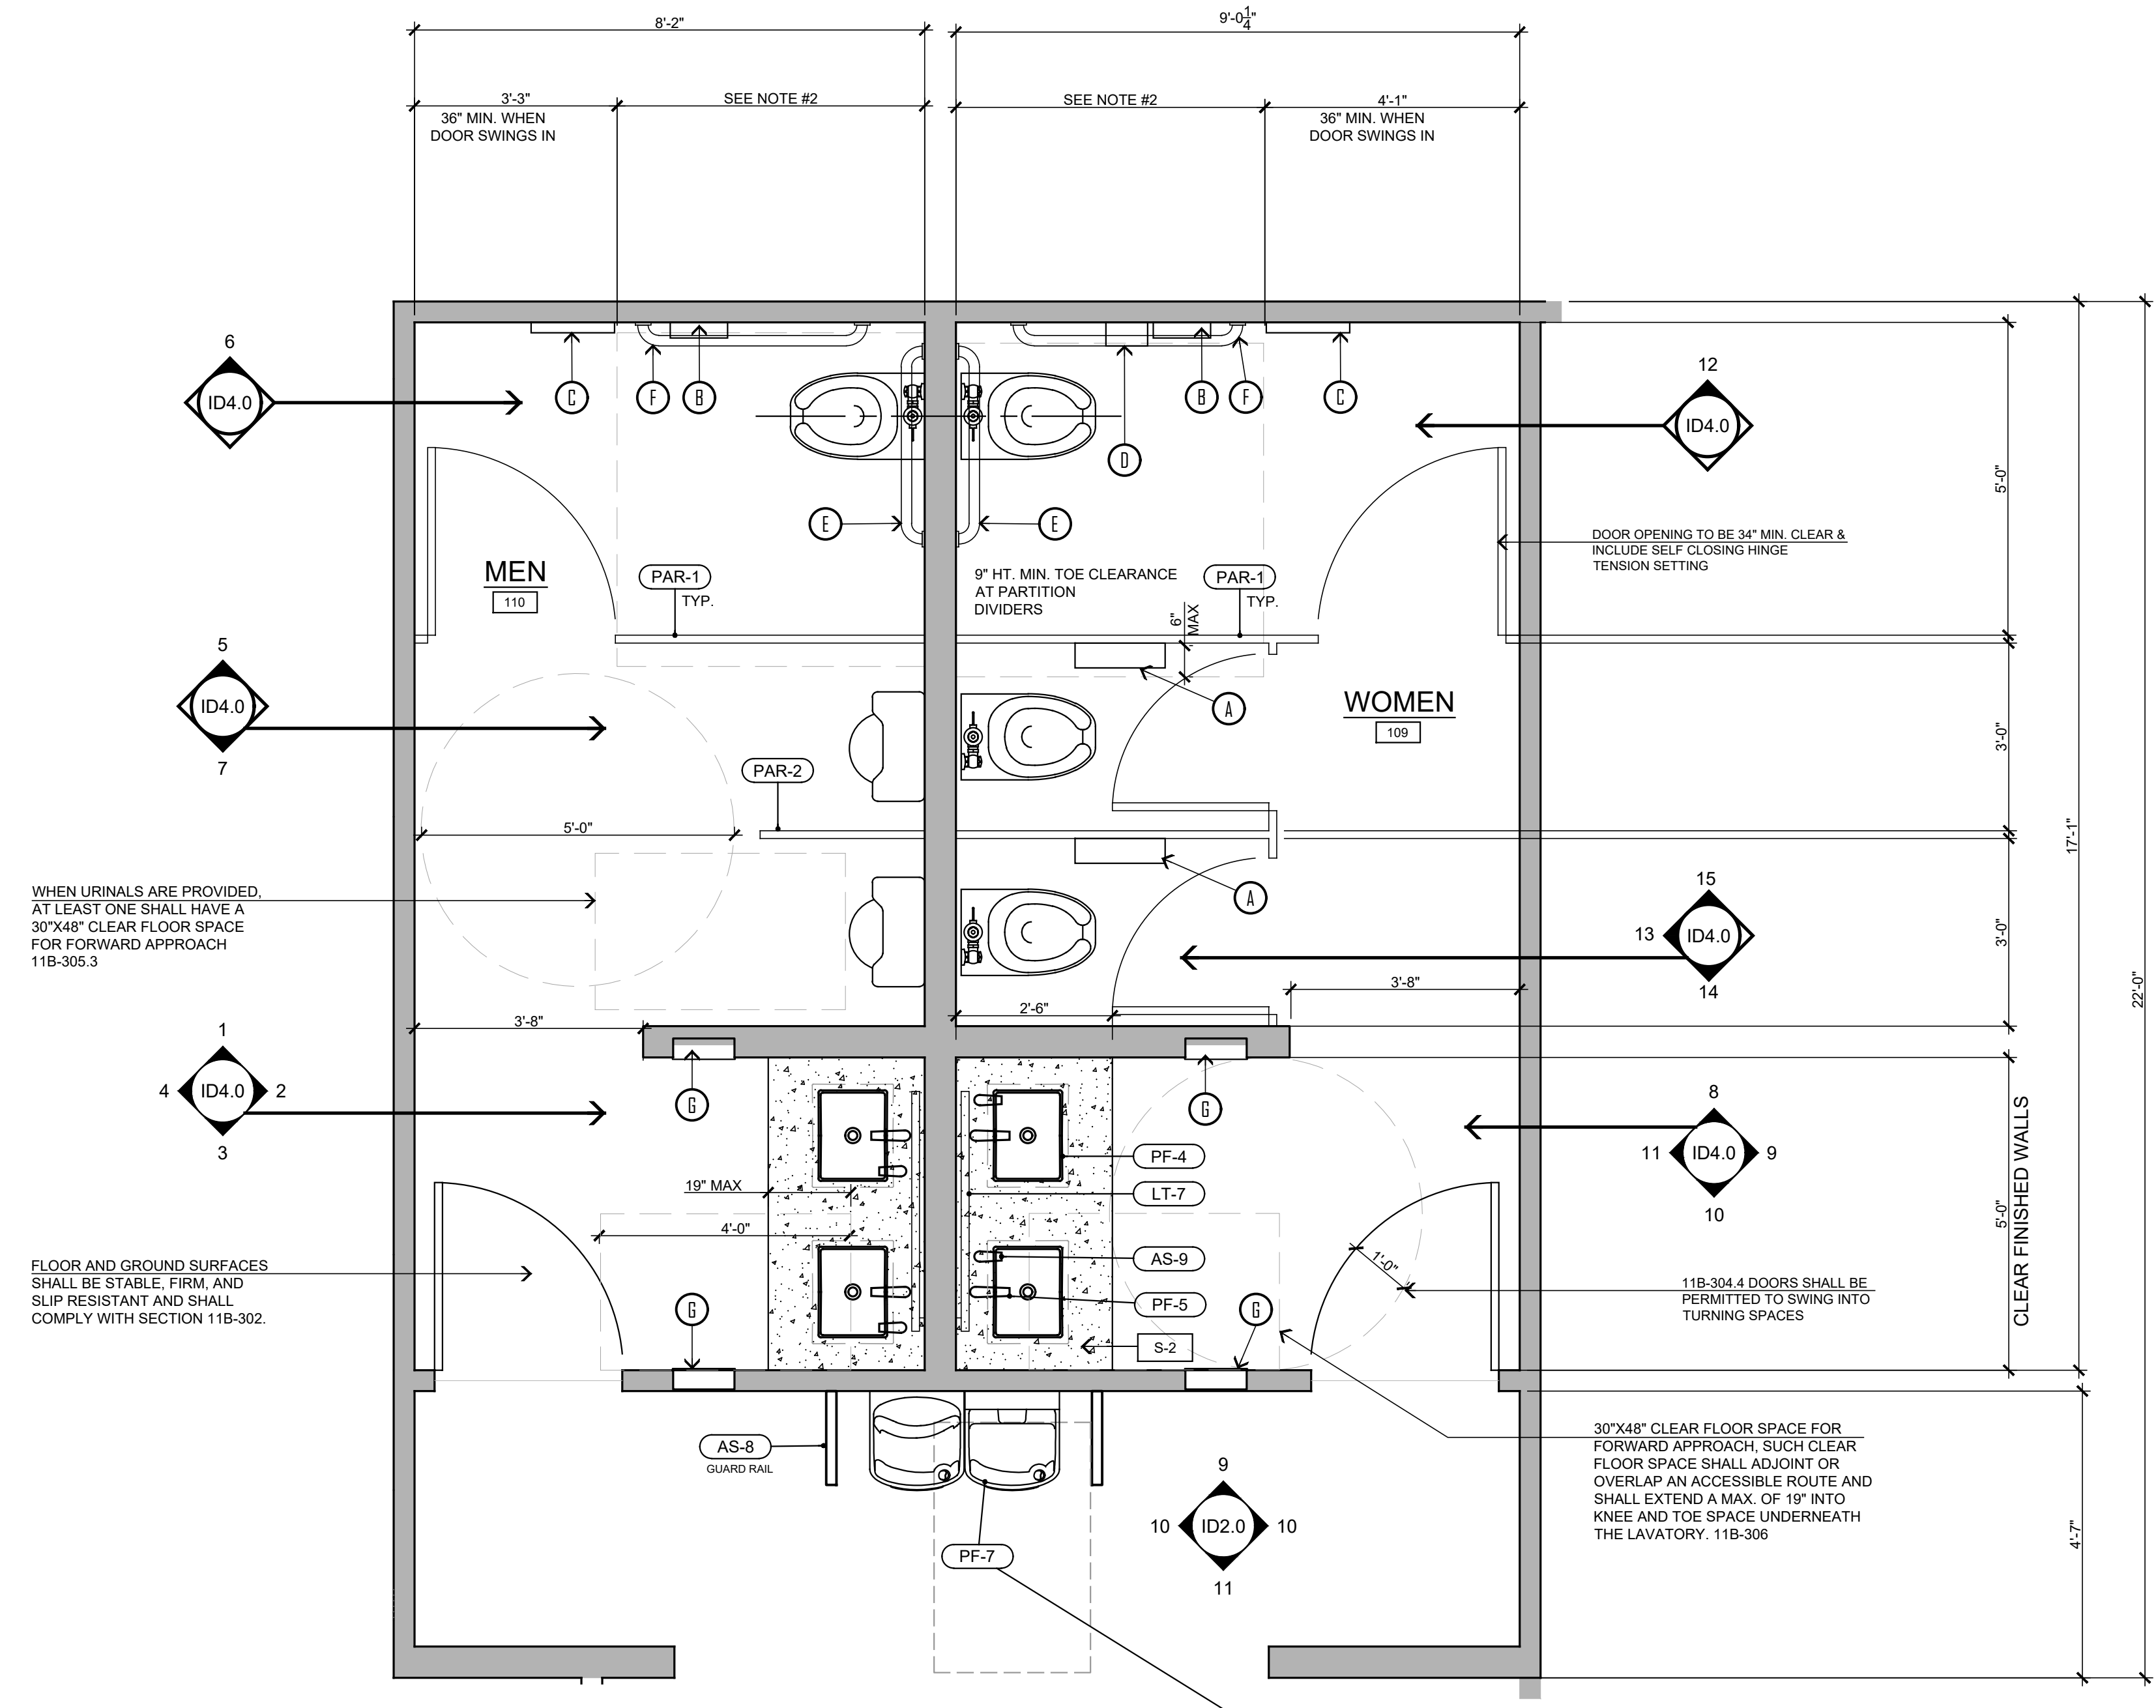 8'-2"
9'-0 1/4"
3'-3"
SEE NOTE #2
SEE NOTE #2
4'-1"
36" MIN. WHEN
DOOR SWINGS IN
36" MIN. WHEN
DOOR SWINGS IN
6
ID4.0
C
F
B
D
B
F
C
12
ID4.0
5'-0"
E
E
DOOR OPENING TO BE 34" MIN. CLEAR &
INCLUDE SELF CLOSING HINGE
TENSION SETTING
MEN
110
PAR-1
TYP.
9" HT. MIN. TOE CLEARANCE
AT PARTITION
DIVIDERS
PAR-1
TYP.
6"
MAX
5
ID4.0
7
A
WOMEN
109
3'-0"
PAR-2
5'-0"
17'-1"
WHEN URINALS ARE PROVIDED,
AT LEAST ONE SHALL HAVE A
30"X48" CLEAR FLOOR SPACE
FOR FORWARD APPROACH
11B-305.3
A
15
13
ID4.0
14
3'-0"
3'-8"
22'-0"
3'-8"
2'-6"
1
4
ID4.0
2
3
G
G
8
11
ID4.0
9
10
PF-4
19" MAX
LT-7
4'-0"
AS-9
5'-0"
CLEAR FINISHED WALLS
FLOOR AND GROUND SURFACES
SHALL BE STABLE, FIRM, AND
SLIP RESISTANT AND SHALL
COMPLY WITH SECTION 11B-302.
G
PF-5
G
1'-0"
11B-304.4 DOORS SHALL BE
PERMITTED TO SWING INTO
TURNING SPACES
S-2
AS-8
GUARD RAIL
30"X48" CLEAR FLOOR SPACE FOR
FORWARD APPROACH, SUCH CLEAR
FLOOR SPACE SHALL ADJOINT OR
OVERLAP AN ACCESSIBLE ROUTE AND
SHALL EXTEND A MAX. OF 19" INTO
KNEE AND TOE SPACE UNDERNEATH
THE LAVATORY. 11B-306
9
10
ID2.0
10
11
PF-7
4'-7"